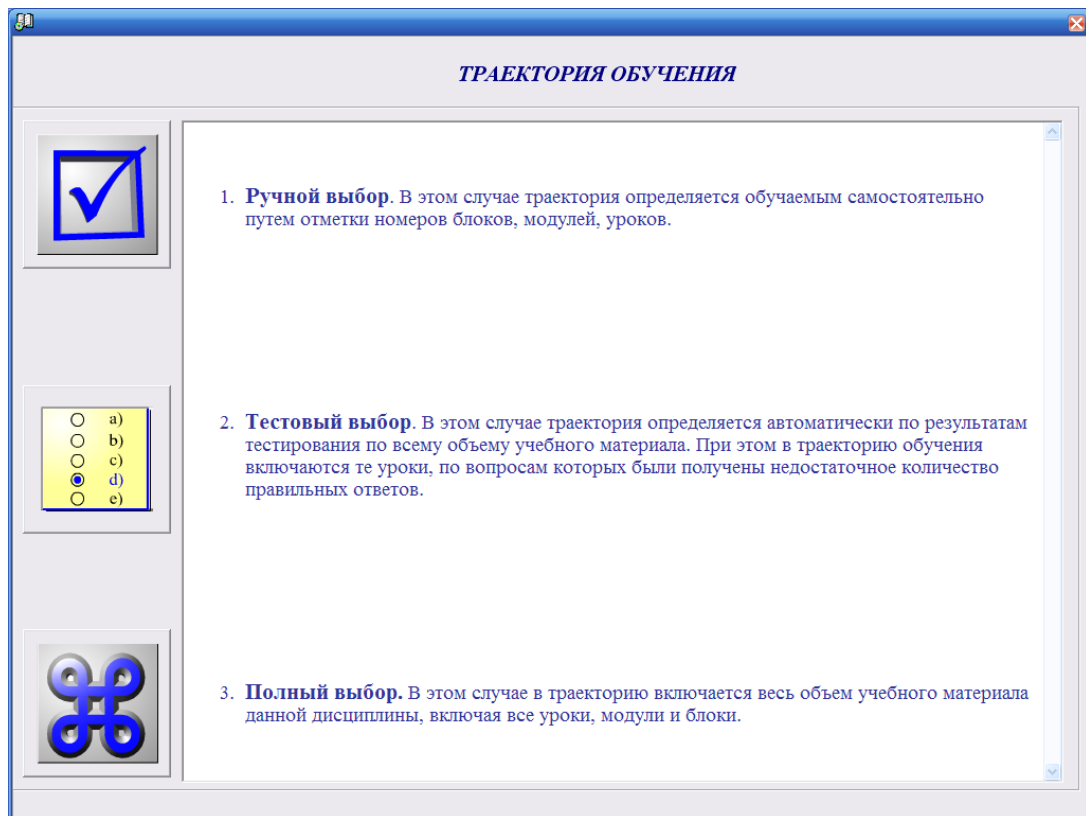 ТРАЕКТОРИЯ ОБУЧЕНИЯ
1. Ручной выбор. В этом случае траектория определяется обучаемым самостоятельно
путем отметки номеров блоков, модулей, уроков.
a)
b)
c)
d)
e)
2. Тестовый выбор. В этом случае траектория определяется автоматически по результатам
тестирования по всему объему учебного материала. При этом в траекторию обучения
включаются те уроки, по вопросам которых были получены недостаточное количество
правильных ответов.
3. Полный выбор. В этом случае в траекторию включается весь объем учебного материала
данной дисциплины, включая все уроки, модули и блоки.